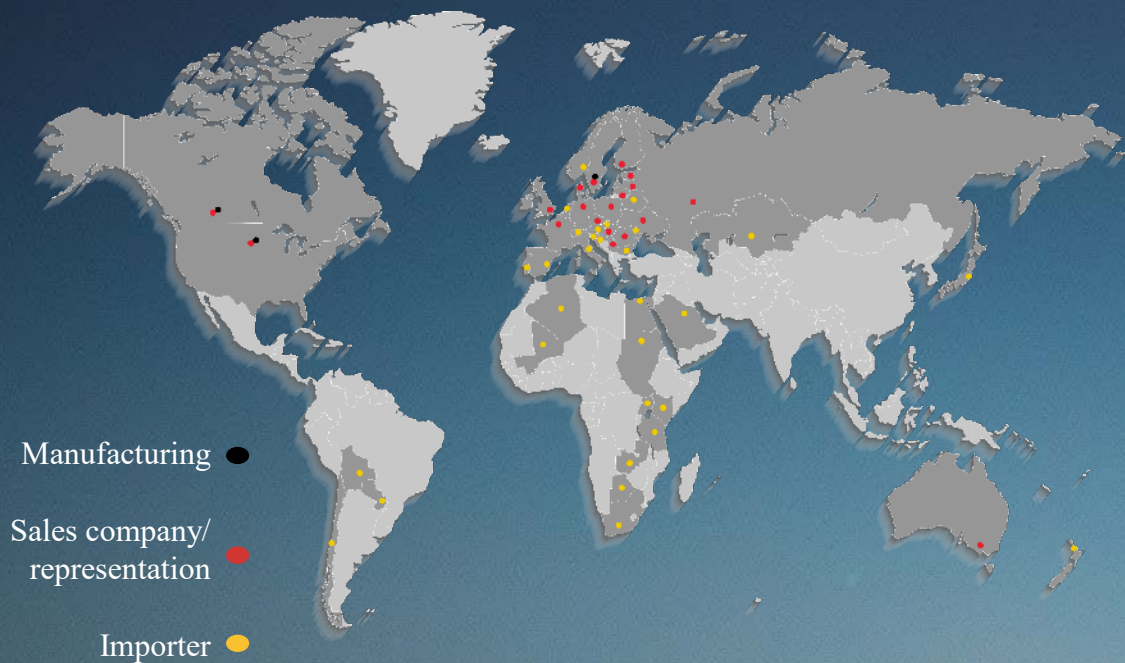 Manufacturing
Sales company/
representation
Importer